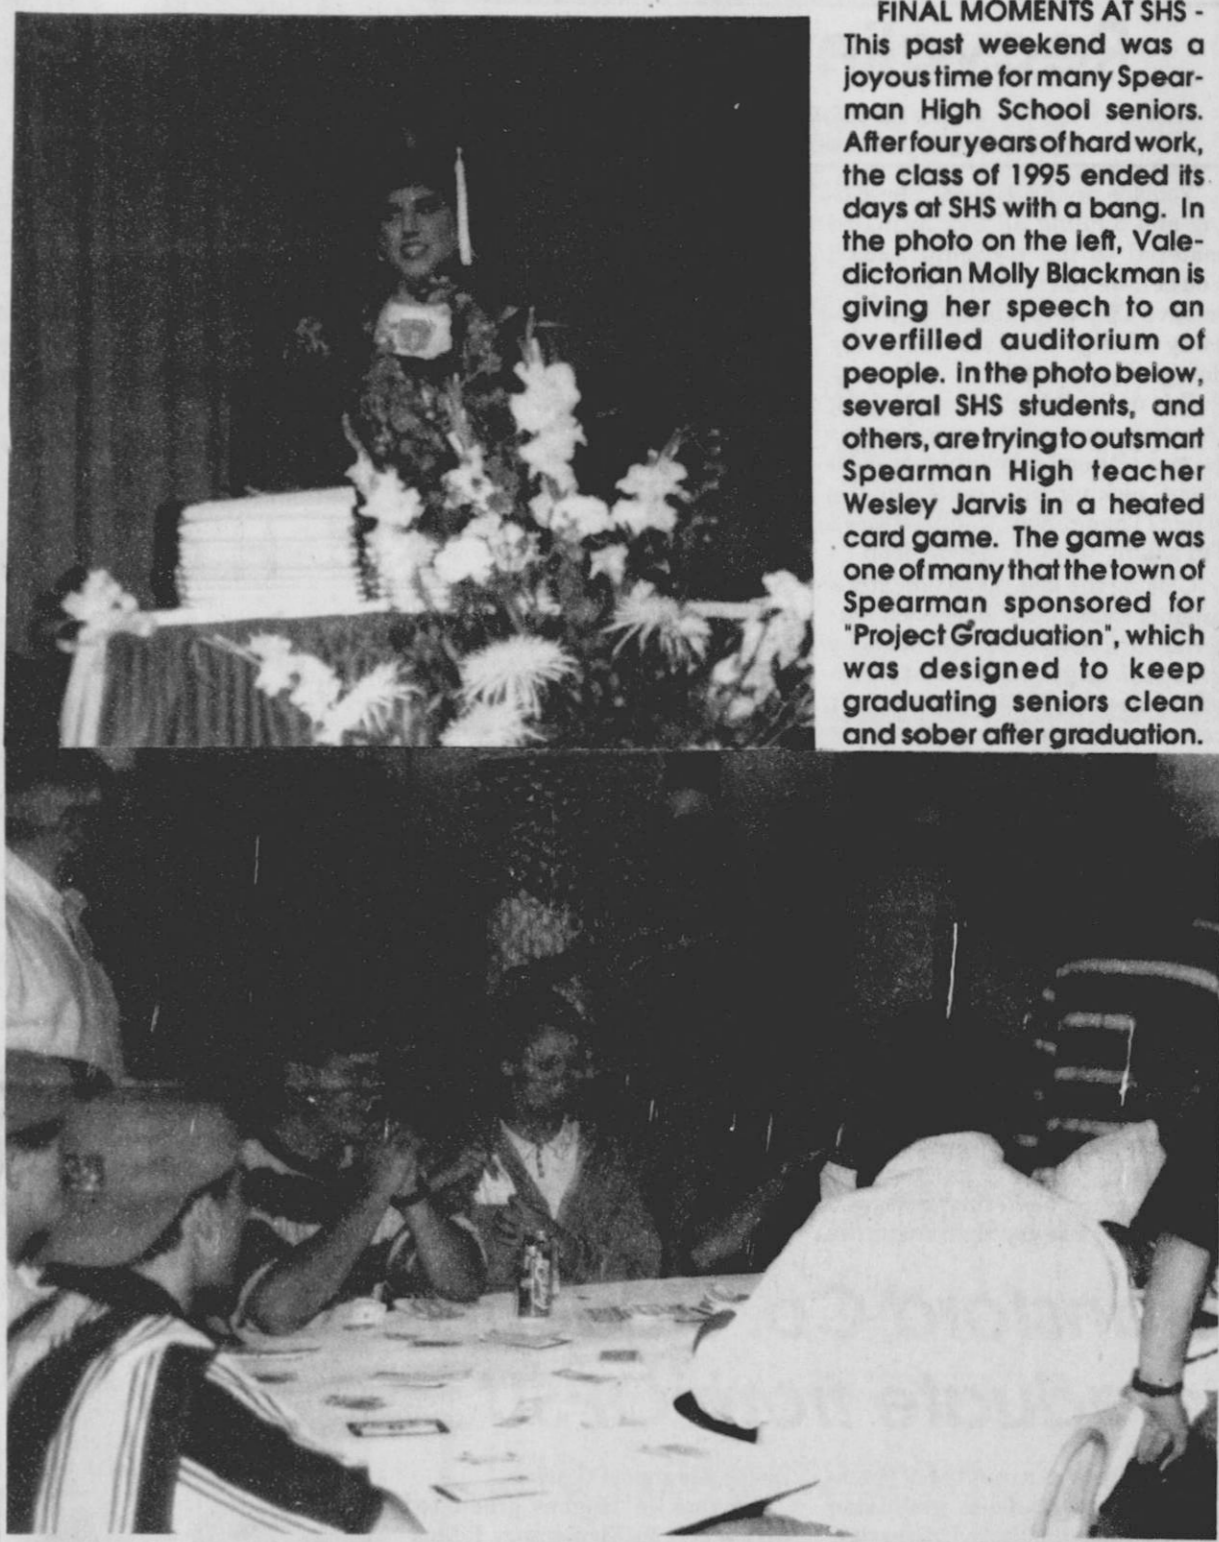 FINAL MOMENTS AT SHS -
This past weekend was a
joyous time for many Spear-
man High School seniors.
After four years of hard work,
the class of 1995 ended its
days at SHS with a bang. In
the photo on the left, Vale-
dictorian Molly Blackman is
giving her speech to an
overfilled auditorium of
people. In the photo below,
several SHS students, and
others, are trying to outsmart
Spearman High teacher
Wesley Jarvis in a heated
card game. The game was
one of many that the town of
Spearman sponsored for
"Project Graduation", which
was designed to keep
graduating seniors clean
and sober after graduation.